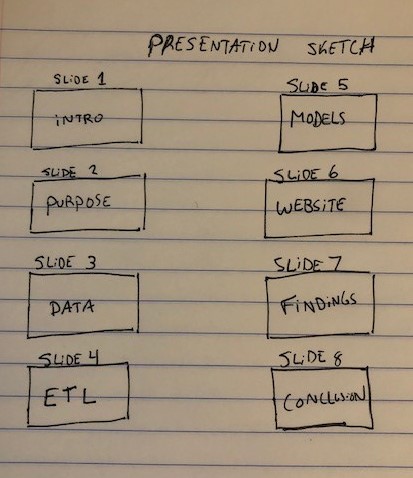 PRESENTATION SKETCH
SLIDE 1
INTRO
SLIDE 2
PURPOSE
SLIDE 3
DATA
SLIDE 4
ETL
SLIDE 5
MODELS
SLIDE 6
WEBSITE
SLIDE 7
FINDINGS
SLIDE 8
CONCLUSION